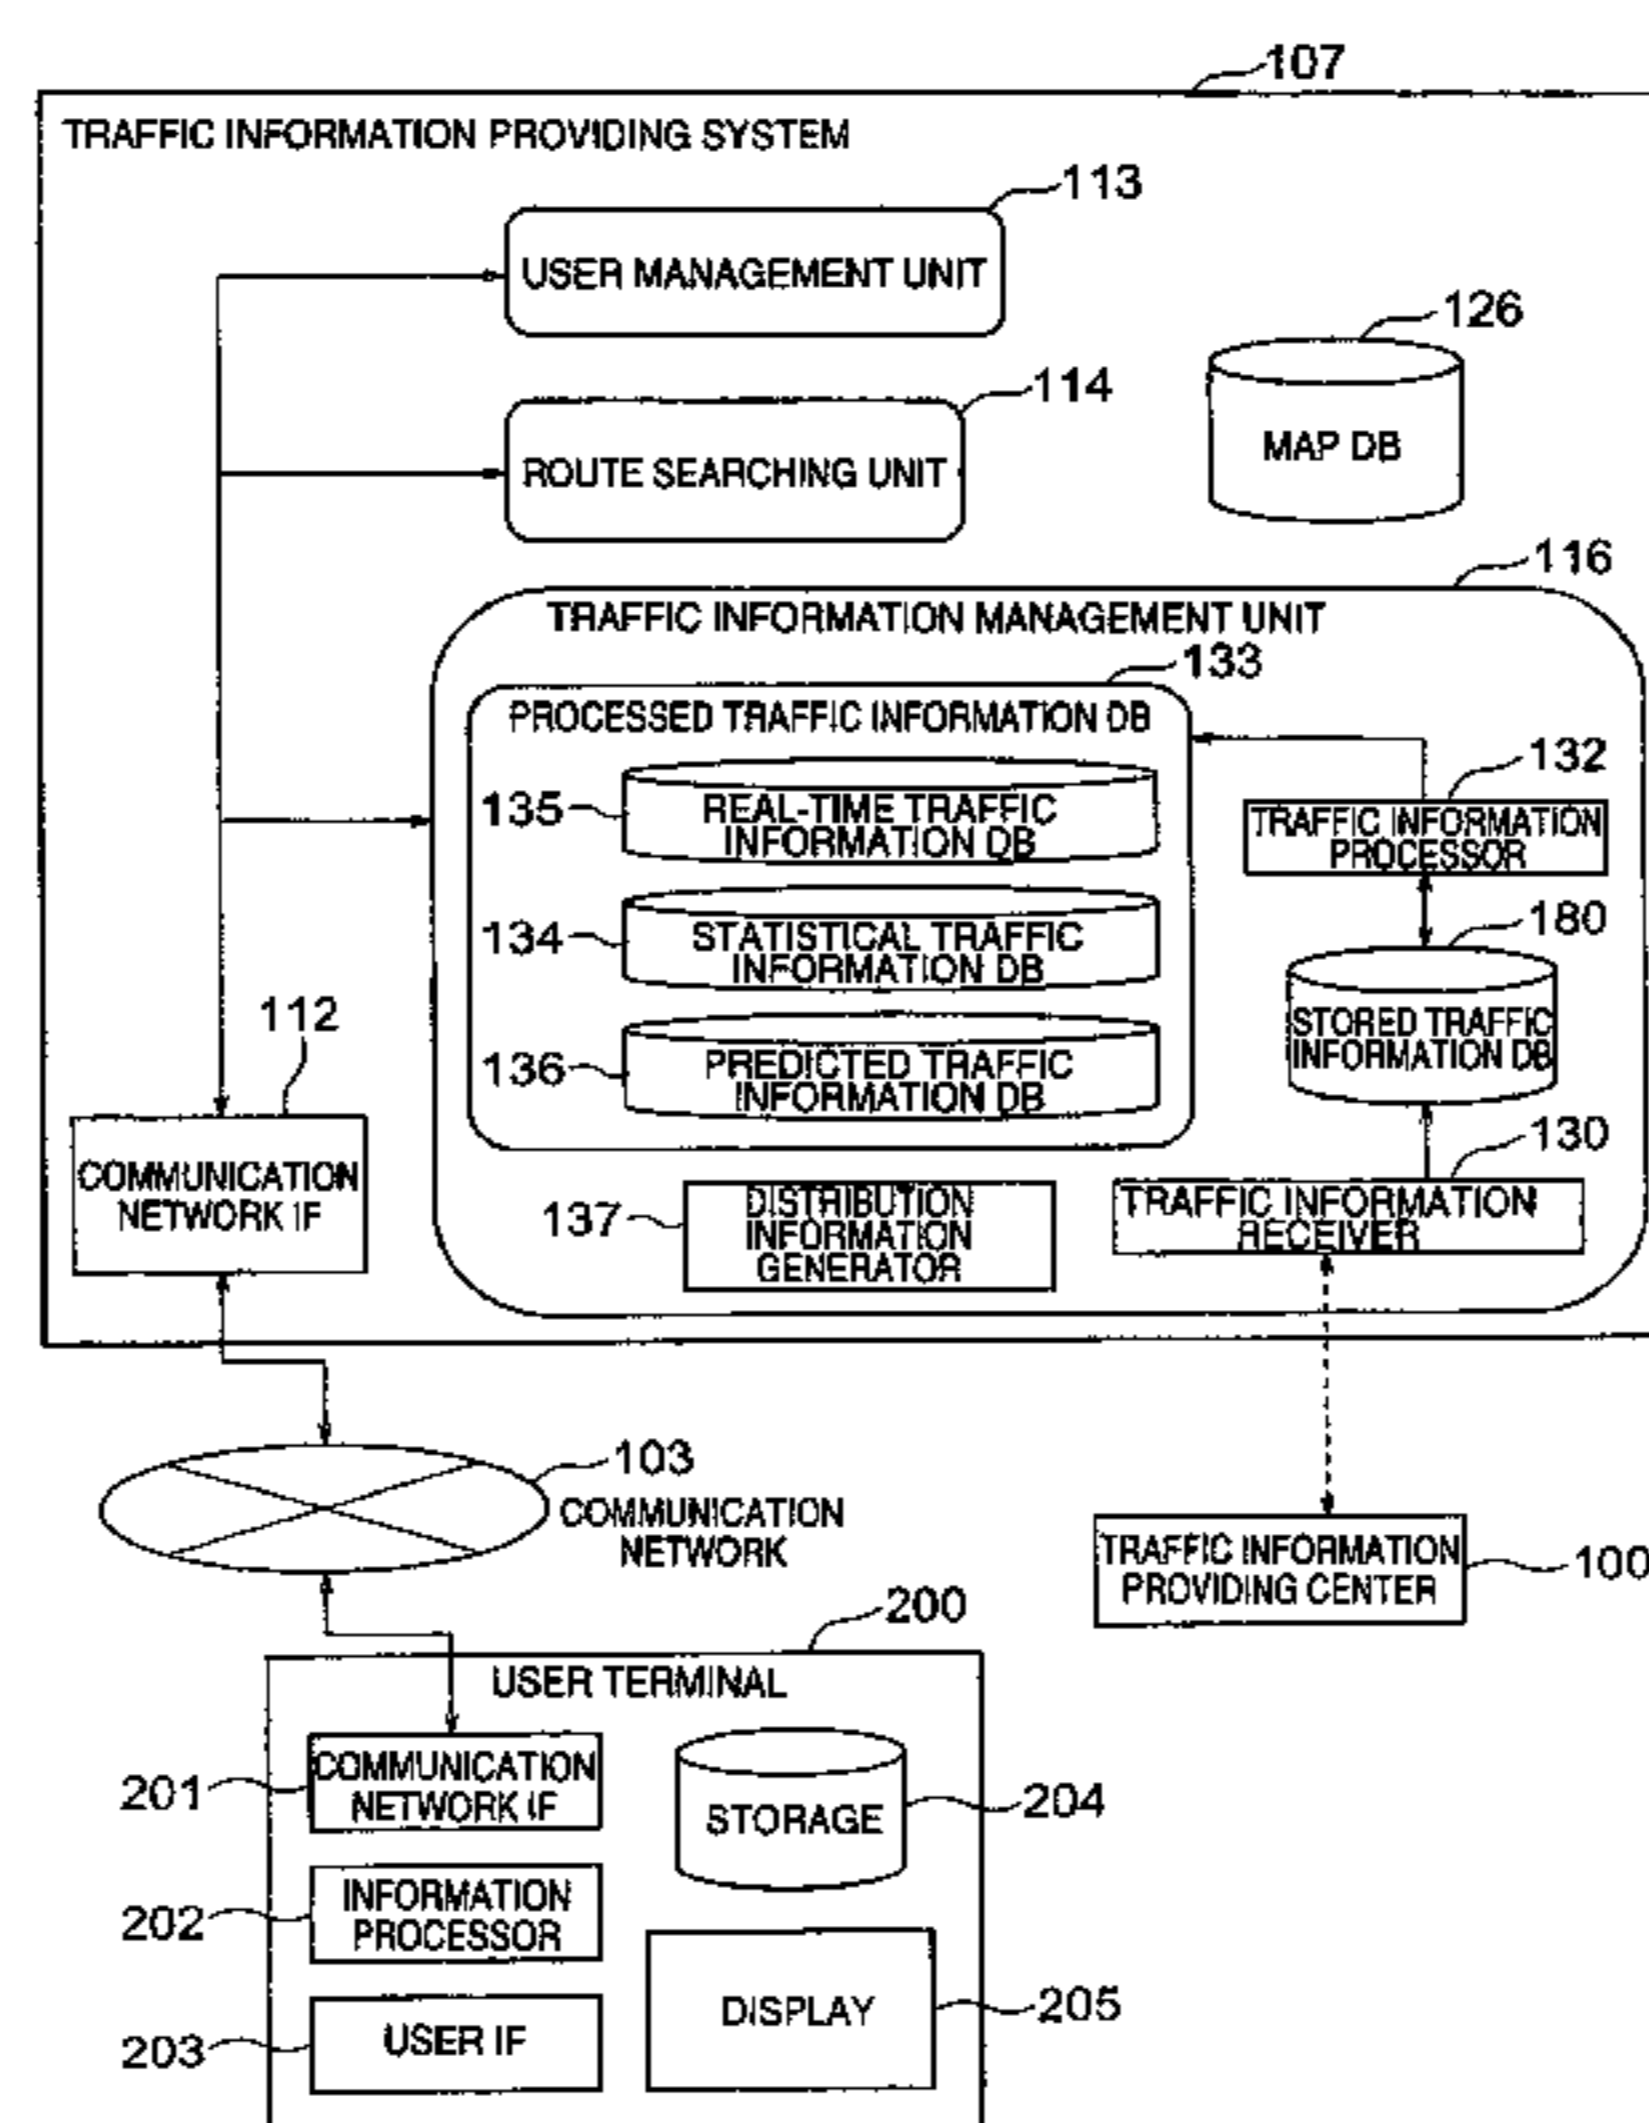 107
TRAFFIC INFORMATION PROVIDING SYSTEM
113
USER MANAGEMENT UNIT
126
114
ROUTE SEARCHING UNIT
MAP DB
116
TRAFFIC INFORMATION MANAGEMENT UNIT
133
PROCESSED TRAFFIC INFORMATION DB
132
135
REAL-TIME TRAFFIC
INFORMATION DB
TRAFFIC INFORMATION
PROCESSOR
180
134
STATISTICAL TRAFFIC
INFORMATION DB
112
STORED TRAFFIC
INFORMATION DB
136
PREDICTED TRAFFIC
INFORMATION DB
130
COMMUNICATION
NETWORK IF
137
DISTRIBUTION
INFORMATION
GENERATOR
TRAFFIC INFORMATION
RECEIVER
103
COMMUNICATION
NETWORK
TRAFFIC INFORMATION
PROVIDING CENTER
100
200
USER TERMINAL
201
COMMUNICATION
NETWORK IF
STORAGE
204
202
INFORMATION
PROCESSOR
DISPLAY
205
203
USER IF